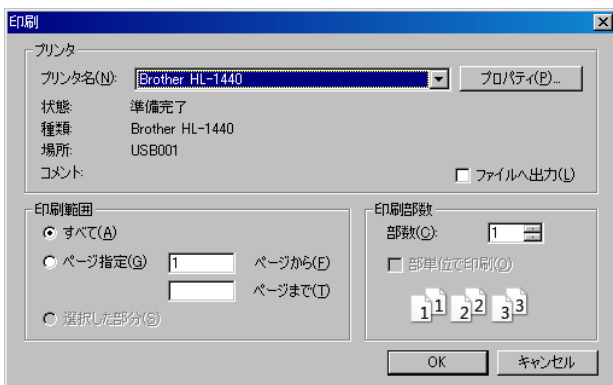 印刷
プリンタ
プリンタ名(N): Brother HL-1440 プロパティ(P)...
状態: 準備完了
種類: Brother HL-1440
場所: USB001
コメント: ファイルへ出力(L)
印刷範囲
すべて(A)
ページ指定(G) 1 ページから(F)
ページまで(T)
選択した部分(S)
印刷部数
部数(C): 1
部単位で印刷(O)
1 1 2 2 3 3
OK キャンセル